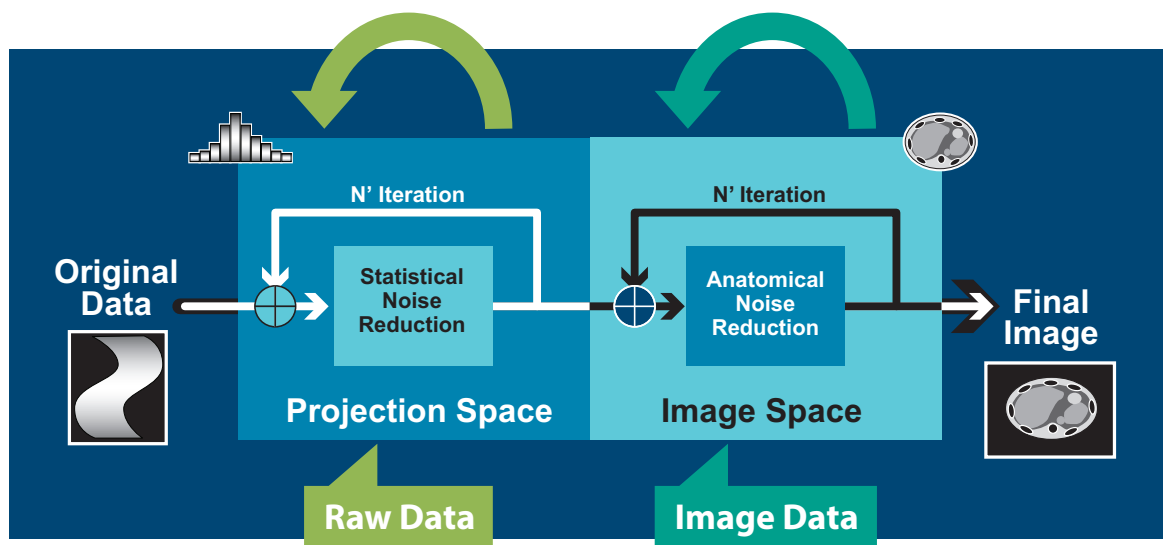 N’ Iteration
N’ Iteration
Original
Data
Statistical
Noise
Reduction
Anatomical
Noise
Reduction
Final
Image
Projection Space
Image Space
Raw Data
Image Data